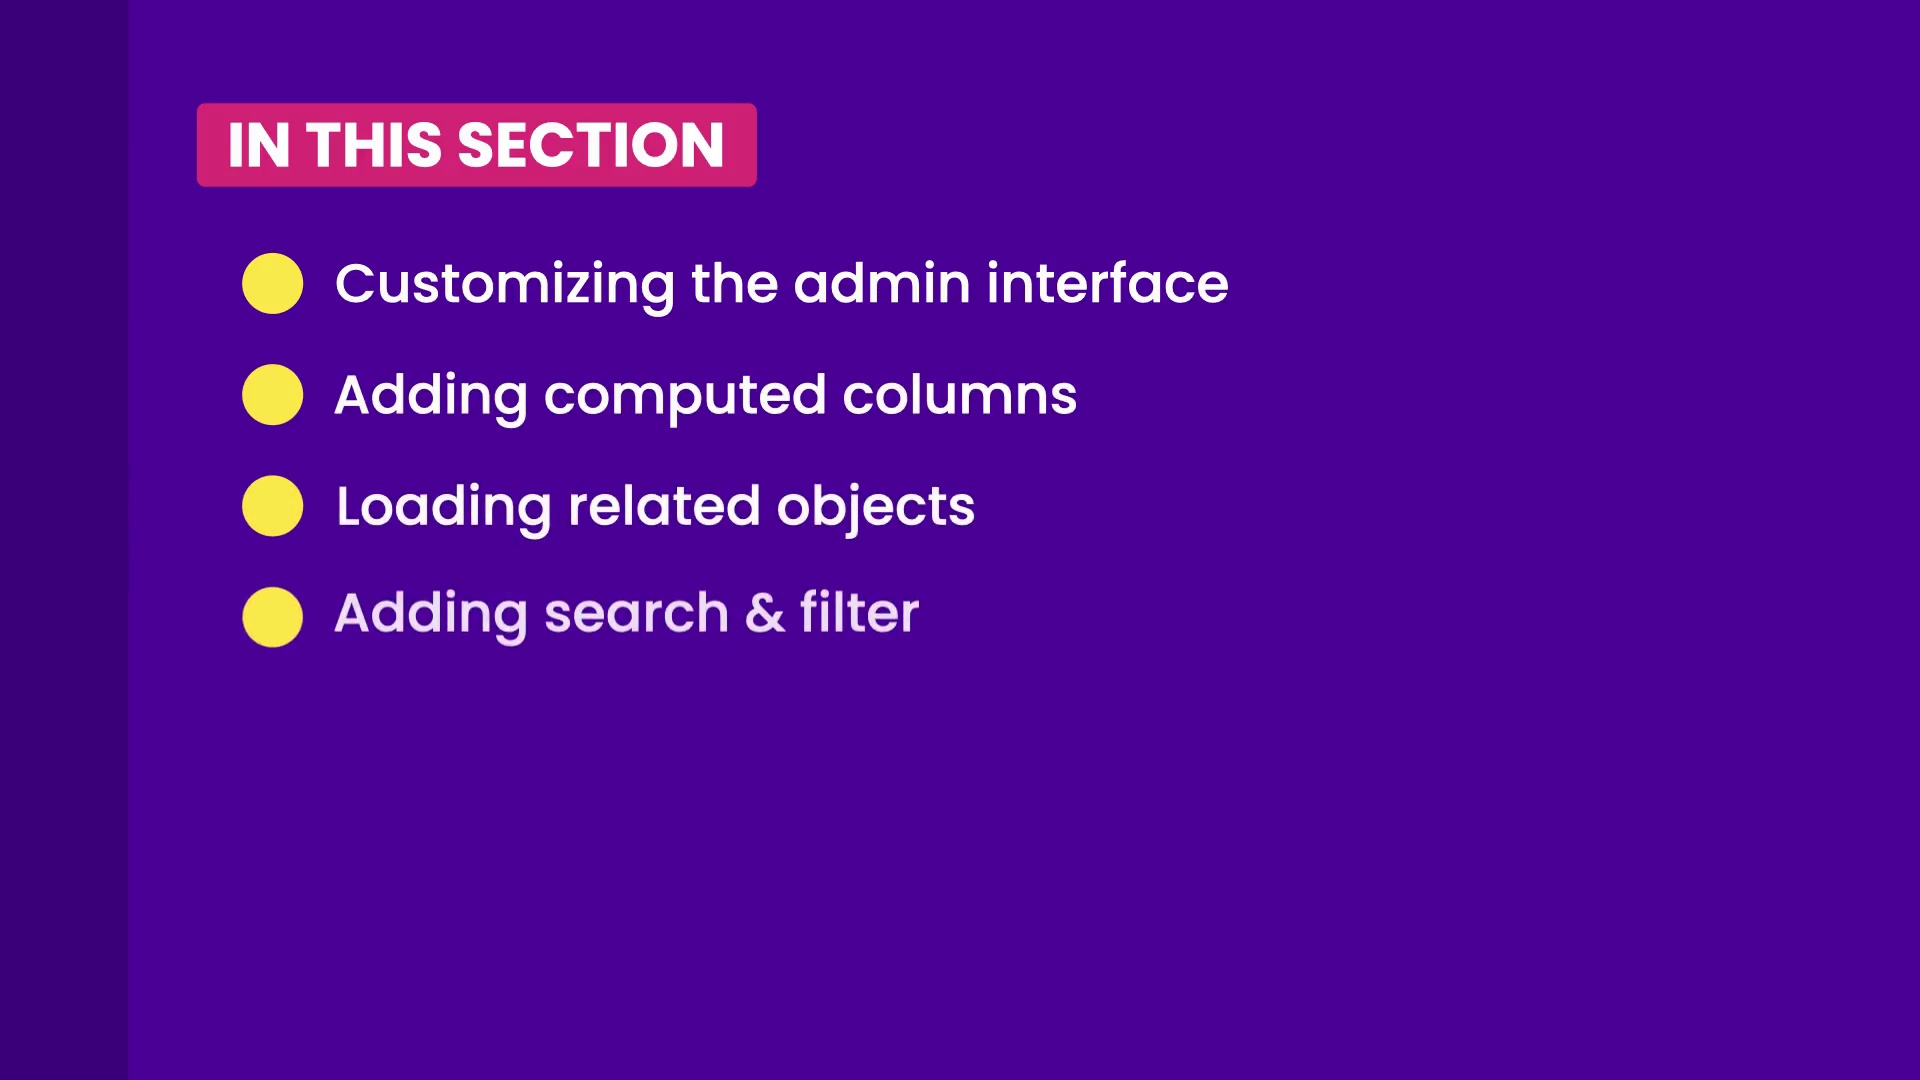 IN THIS SECTION
Customizing the admin interface
Adding computed columns
Loading related objects
Adding search & filter